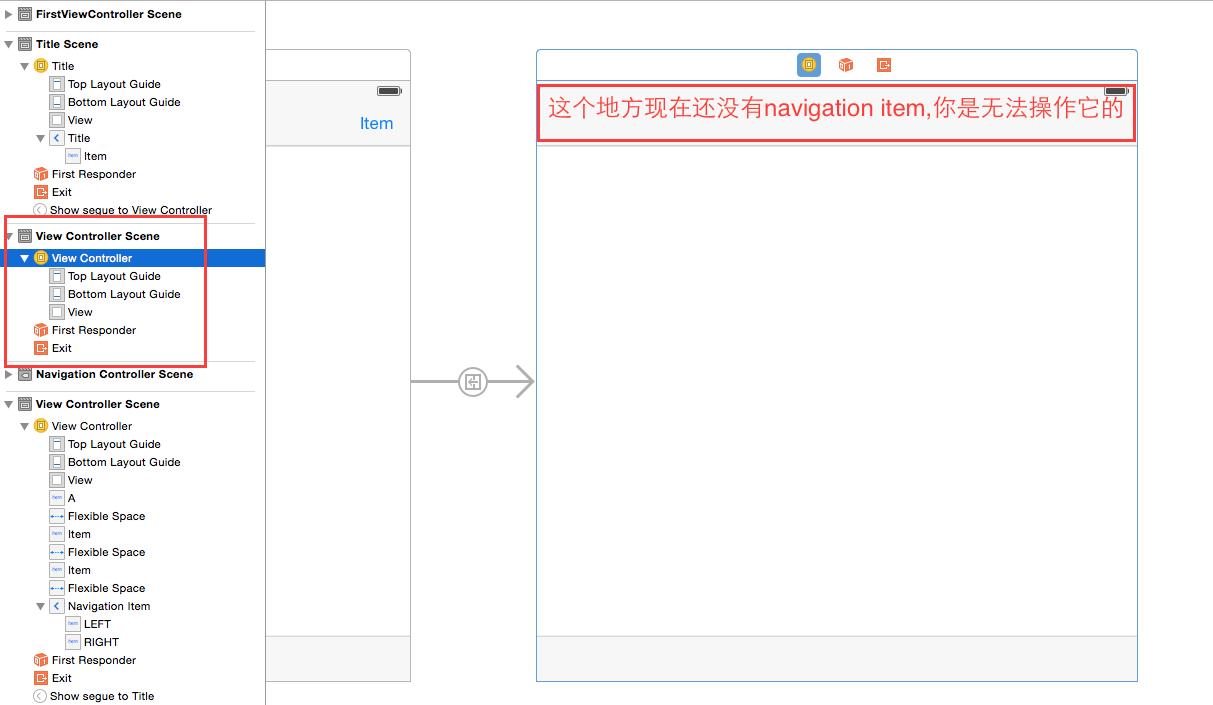 FirstViewController Scene
Title Scene
Title
Top Layout Guide
Bottom Layout Guide
View
Title
Item
First Responder
Exit
Show segue to View Controller
View Controller Scene
View Controller
Top Layout Guide
Bottom Layout Guide
View
First Responder
Exit
Navigation Controller Scene
View Controller Scene
View Controller
Top Layout Guide
Bottom Layout Guide
View
A
Flexible Space
Item
Flexible Space
Item
Flexible Space
Navigation Item
LEFT
RIGHT
First Responder
Exit
Show segue to Title
Item
这个地方现在还没有navigation item,你是无法操作它的